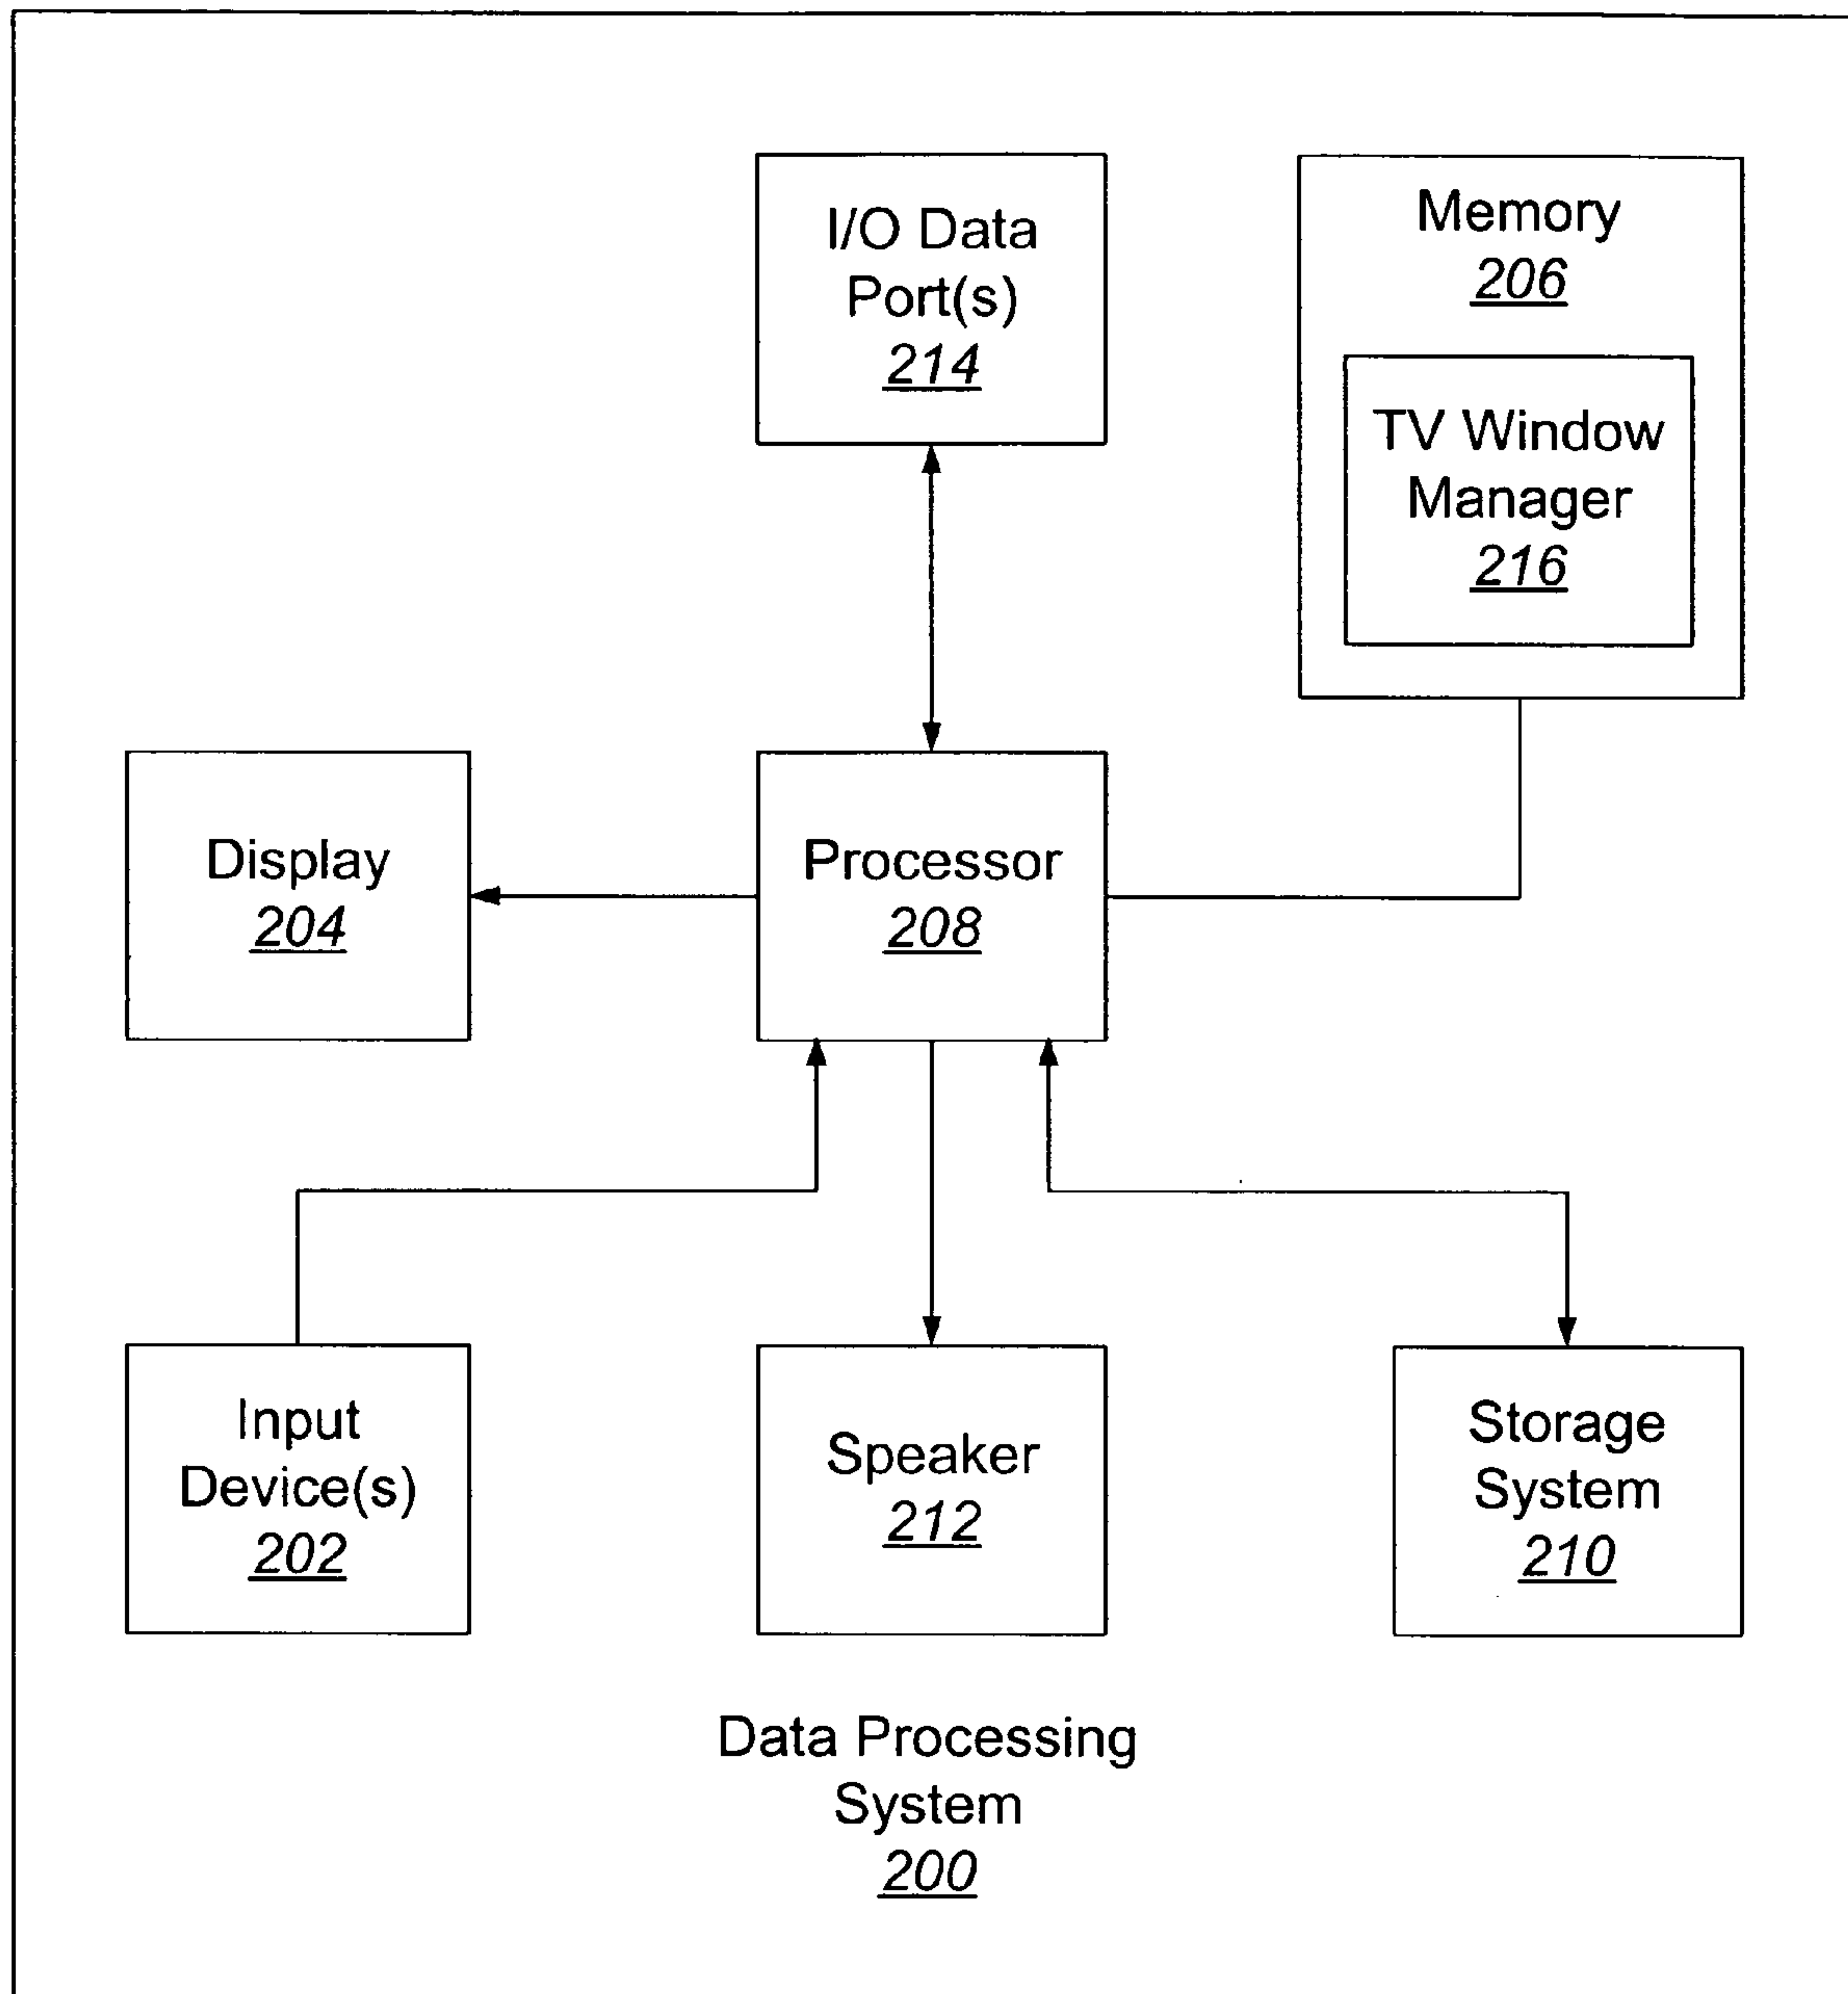 I/O Data
Port(s)
214
Memory
206
TV Window
Manager
216
Display
204
Processor
208
Input
Device(s)
202
Speaker
212
Storage
System
210
Data Processing
System
200